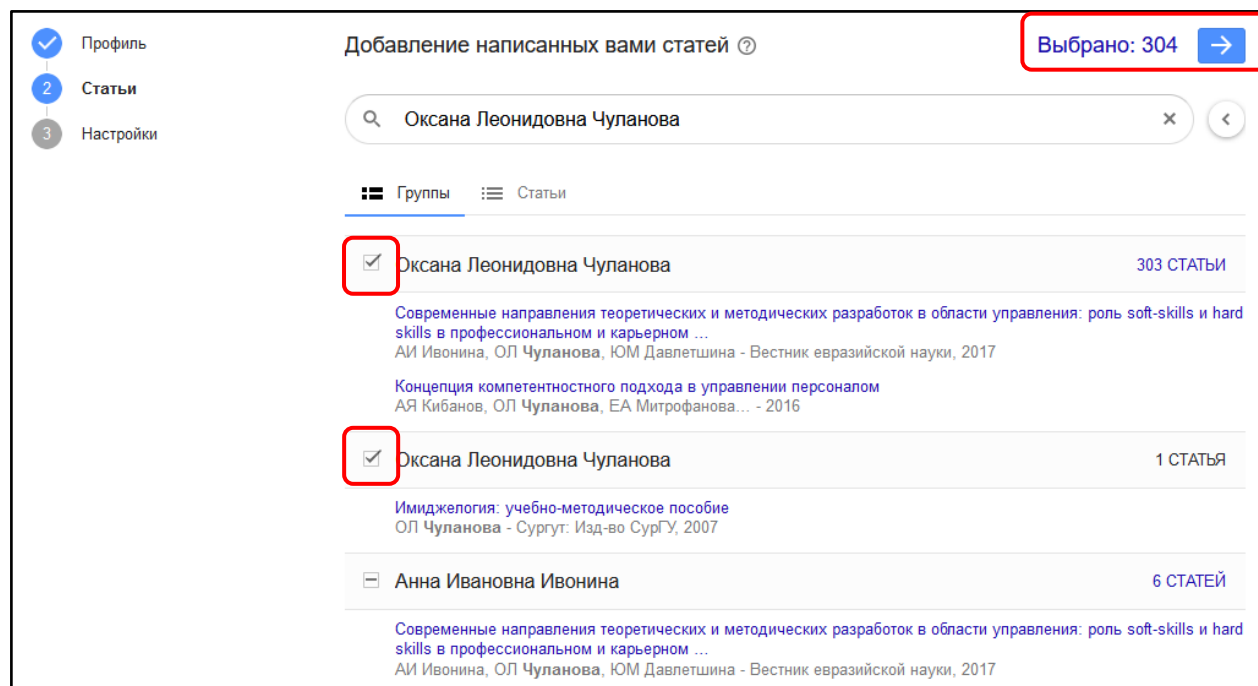 Профиль
2 Статьи
3 Настройки
Добавление написанных вами статей ?
Выбрано: 304
Оксана Леонидовна Чуланова
Группы Статьи
Оксана Леонидовна Чуланова 303 СТАТЬИ
Современные направления теоретических и методических разработок в области управления: роль soft-skills и hard
skills в профессиональном и карьерном ...
АИ Ивонина, ОЛ Чуланова, ЮМ Давлетшина - Вестник евразийской науки, 2017
Концепция компетентностного подхода в управлении персоналом
АЯ Кибанов, ОЛ Чуланова, ЕА Митрофанова... - 2016
Оксана Леонидовна Чуланова 1 СТАТЬЯ
Имиджелогия: учебно-методическое пособие
ОЛ Чуланова - Сургут: Изд-во СурГУ, 2007
Анна Ивановна Ивонина 6 СТАТЕЙ
Современные направления теоретических и методических разработок в области управления: роль soft-skills и hard
skills в профессиональном и карьерном ...
АИ Ивонина, ОЛ Чуланова, ЮМ Давлетшина - Вестник евразийской науки, 2017